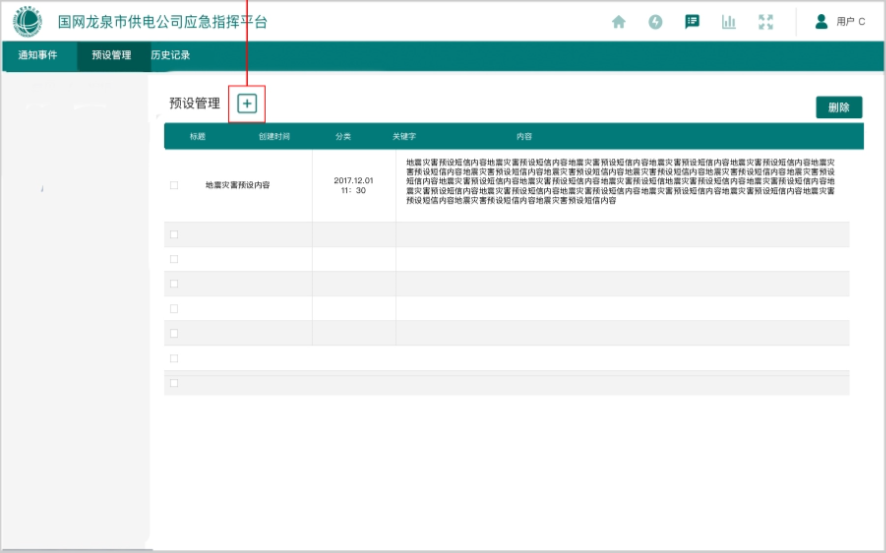 国网龙泉市供电公司应急指挥平台
用户 C
通知事件
预设管理
历史记录
预设管理
删除
标题
创建时间
分类
关键字
内容
地震灾害预设内容
2017.12.01
11：30
地震灾害预设短信内容地震灾害预设短信内容地震灾害预设短信内容地震灾害预设短信内容地震灾害预设短信内容地震灾
害预设短信内容地震灾害预设短信内容地震灾害预设短信内容地震灾害预设短信内容地震灾害预设短信内容地震灾害预设
短信内容地震灾害预设短信内容地震灾害预设短信内容地震灾害预设短信内容地震灾害预设短信内容地震灾害预设短信内容地
震灾害预设短信内容地震灾害预设短信内容地震灾害预设短信内容地震灾害预设短信内容地震灾害预设短信内容地震灾害
预设短信内容地震灾害预设短信内容地震灾害预设短信内容